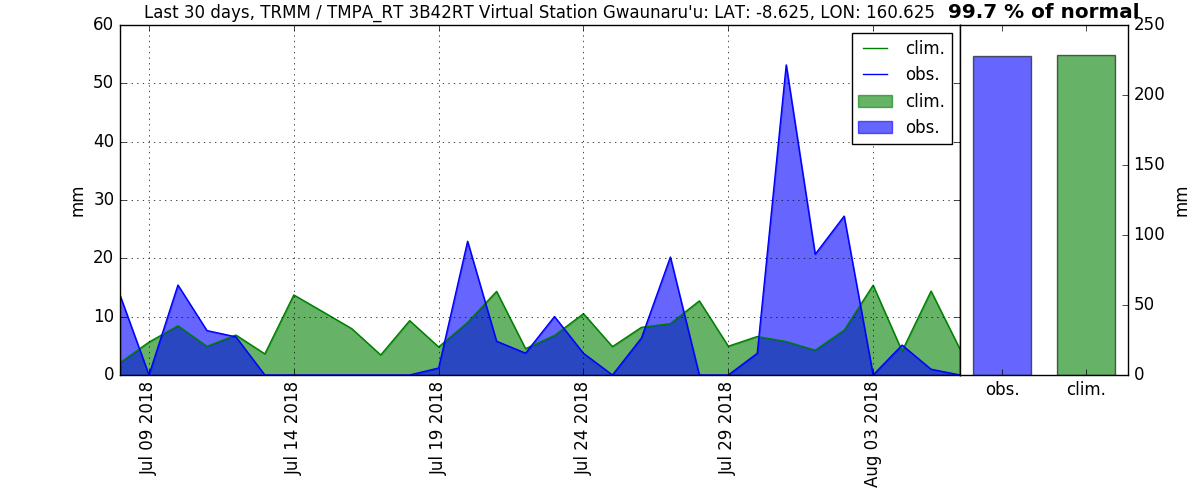 Last 30 days, TRMM / TMPA_RT 3B42RT Virtual Station Gwaunaru'u: LAT: -8.625, LON: 160.625
99.7 % of normal
60
50
40
30
20
10
0
mm
clim.
obs.
clim.
obs.
Jul 09 2018
Jul 14 2018
Jul 19 2018
Jul 24 2018
Jul 29 2018
Aug 03 2018
250
200
150
100
50
0
mm
obs.
clim.